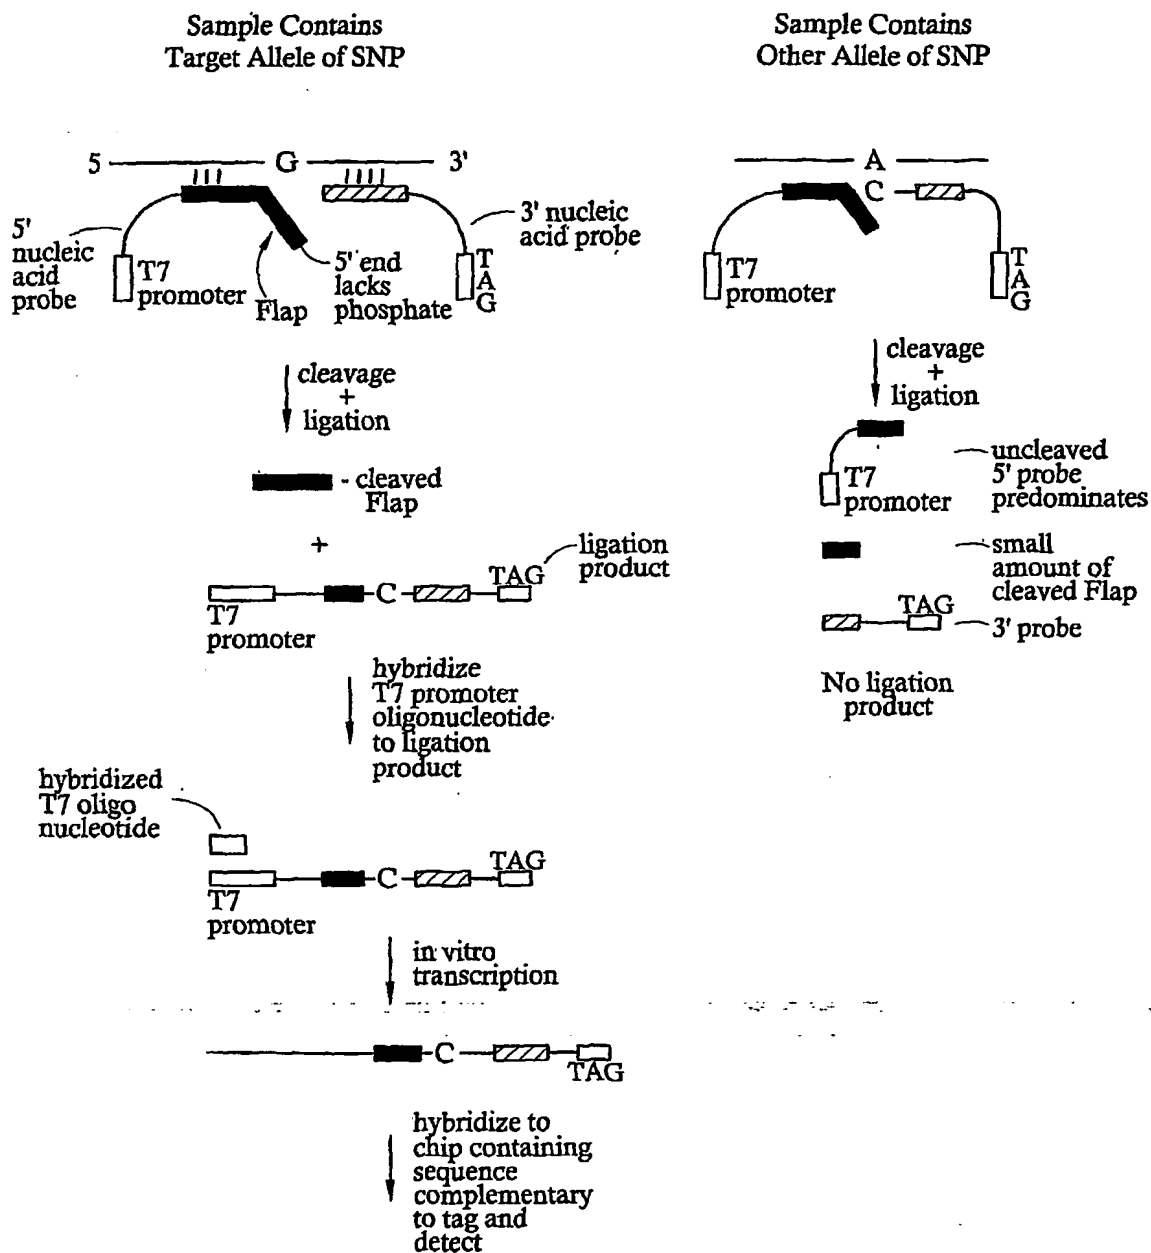 Sample Contains
Target Allele of SNP
5
G
3'
5'
nucleic
acid
probe
T7
promoter
Flap
5' end
lacks
phosphate
T
A
G
3' nucleic
acid probe
cleavage
+
ligation
- cleaved
Flap
+
ligation
product
TAG
C
T7
promoter
hybridize
T7 promoter
oligonucleotide
to ligation
product
hybridized
T7 oligo
nucleotide
TAG
C
T7
promoter
in vitro
transcription
C
TAG
hybridize to
chip containing
sequence
complementary
to tag and
detect
Sample Contains
Other Allele of SNP
A
C
T7
promoter
T
A
G
cleavage
+
ligation
T7
promoter
uncleaved
5' probe
predominates
small
amount of
cleaved Flap
TAG
3' probe
No ligation
product